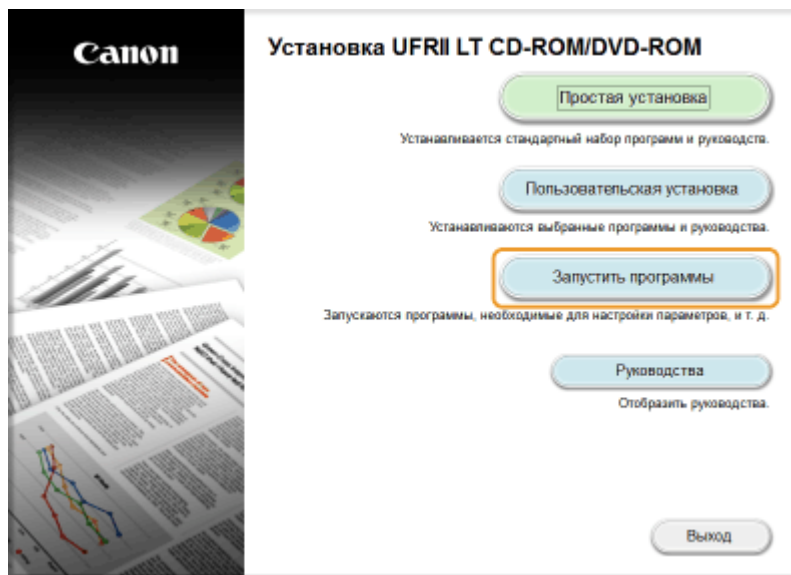 Canon
Установка UFRII LT CD-ROM/DVD-ROM
Простая установка
Устанавливается стандартный набор программ и руководств.
Пользовательская установка
Устанавливаются выбранные программы и руководства.
Запустить программы
Запускаются программы, необходимые для настройки параметров, и т. д.
Руководства
Отобразить руководства.
Выход